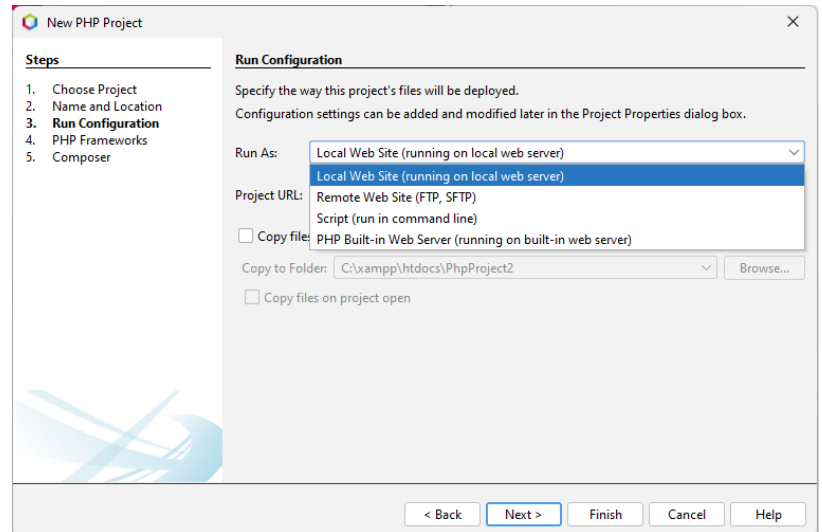 New PHP Project
Steps
1. Choose Project
2. Name and Location
3. Run Configuration
4. PHP Frameworks
5. Composer
Run Configuration
Specify the way this project's files will be deployed.
Configuration settings can be added and modified later in the Project Properties dialog box.
Run As: Local Web Site (running on local web server)
Local Web Site (running on local web server)
Project URL: Remote Web Site (FTP, SFTP)
Script (run in command line)
Copy file PHP Built-in Web Server (running on built-in web server)
Copy to Folder: C:\xampp\htdocs\PhpProject2 Browse...
Copy files on project open
< Back Next > Finish Cancel Help